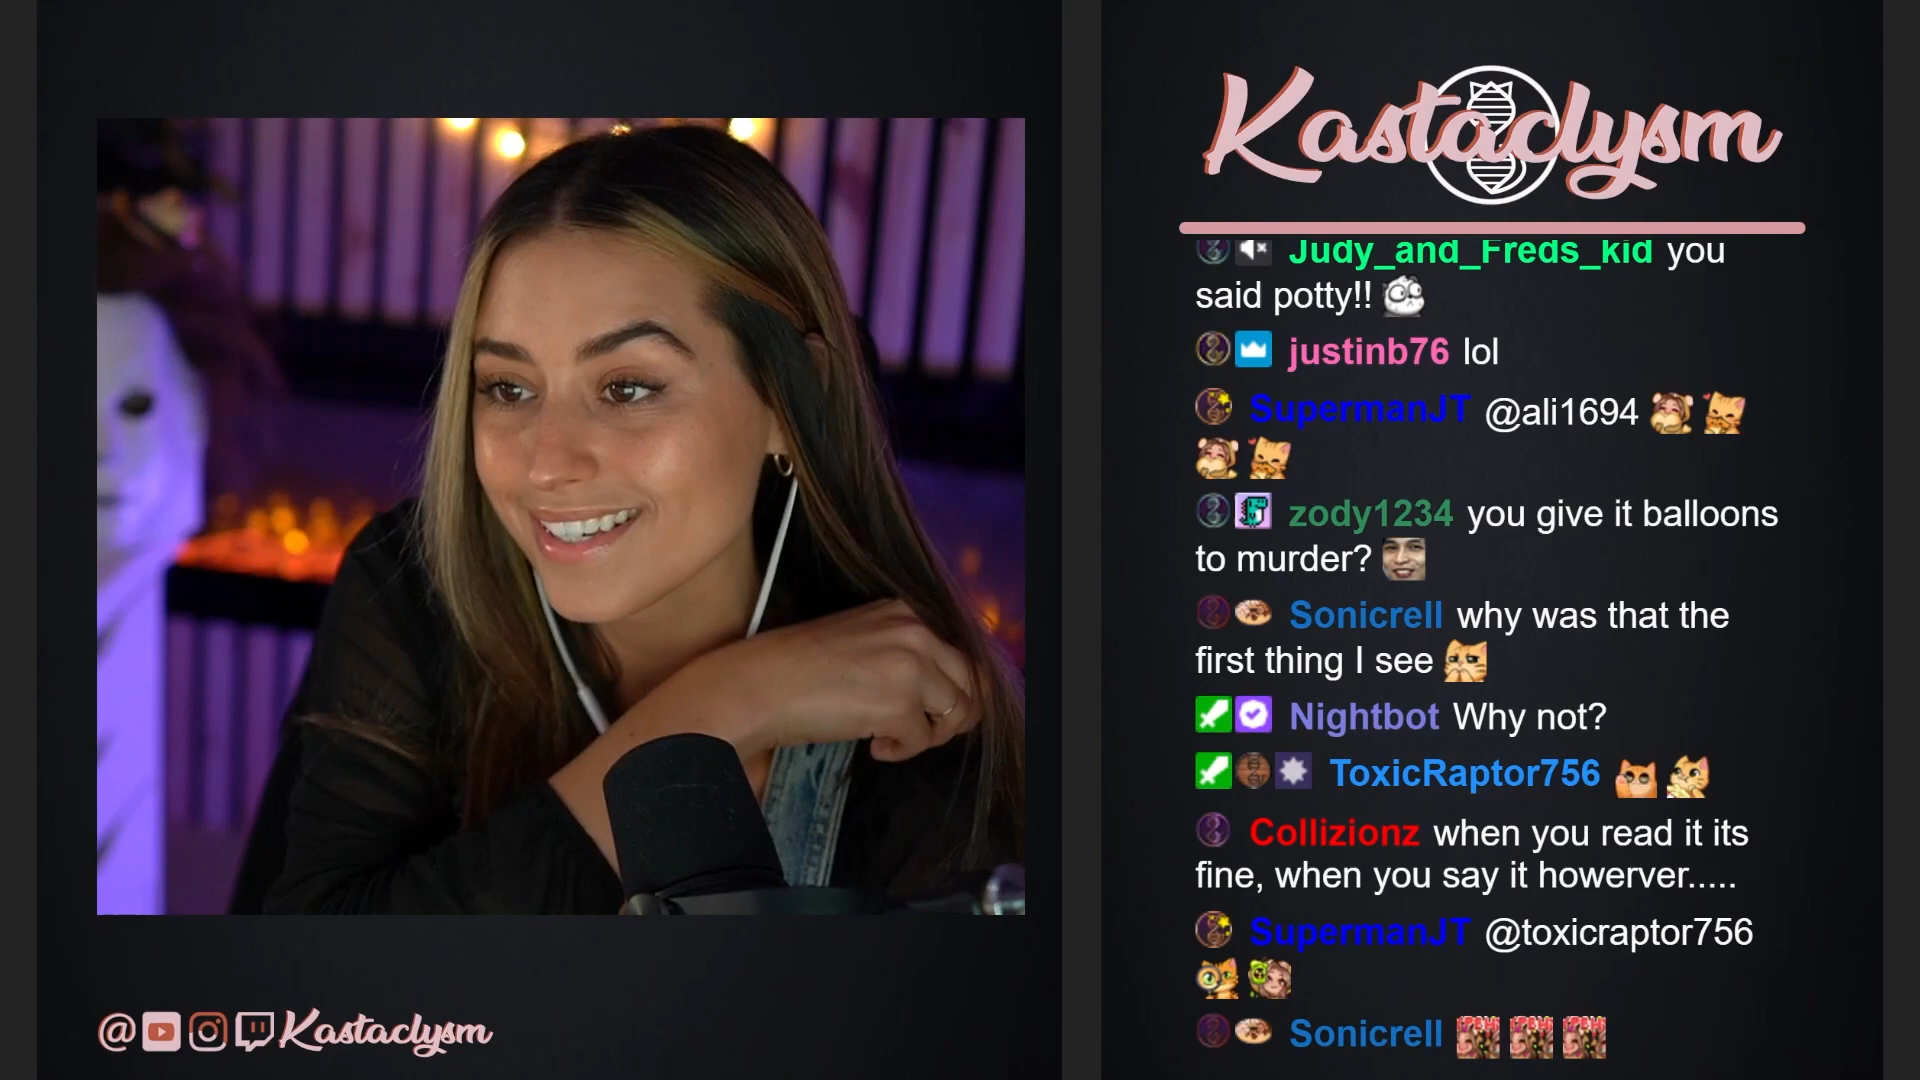 Kastaclysm
Judy_and_Freds_kid you
said potty!!
justinb76 lol
SupermanJT @ali1694
zody1234 you give it balloons
to murder?
Sonicrell why was that the
first thing I see
Nightbot Why not?
ToxicRaptor756
Collizionz when you read it its
fine, when you say it howerver.....
SupermanJT @toxicraptor756
Sonicrell
@Kastaclysm